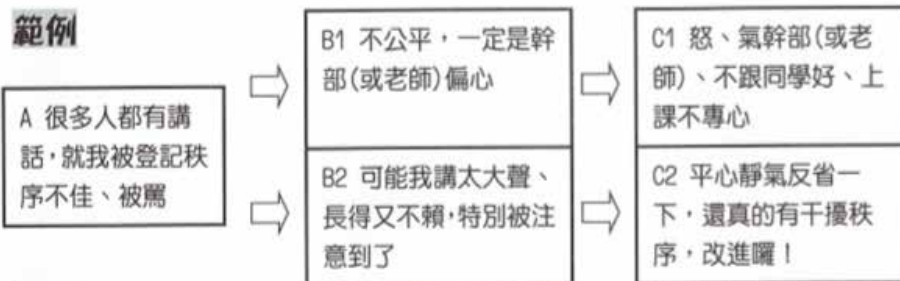 範例
A 很多人都有講
話,就我被登記秩
序不佳、被罵
B1 不公平,一定是幹
部(或老師)偏心
C1 怒、氣幹部(或老
師)、不跟同學好、上
課不專心
B2 可能我講太大聲、
長得又不賴,特別被注
意到了
C2 平心靜氣反省一
下,還真的有干擾秩
序,改進囉!